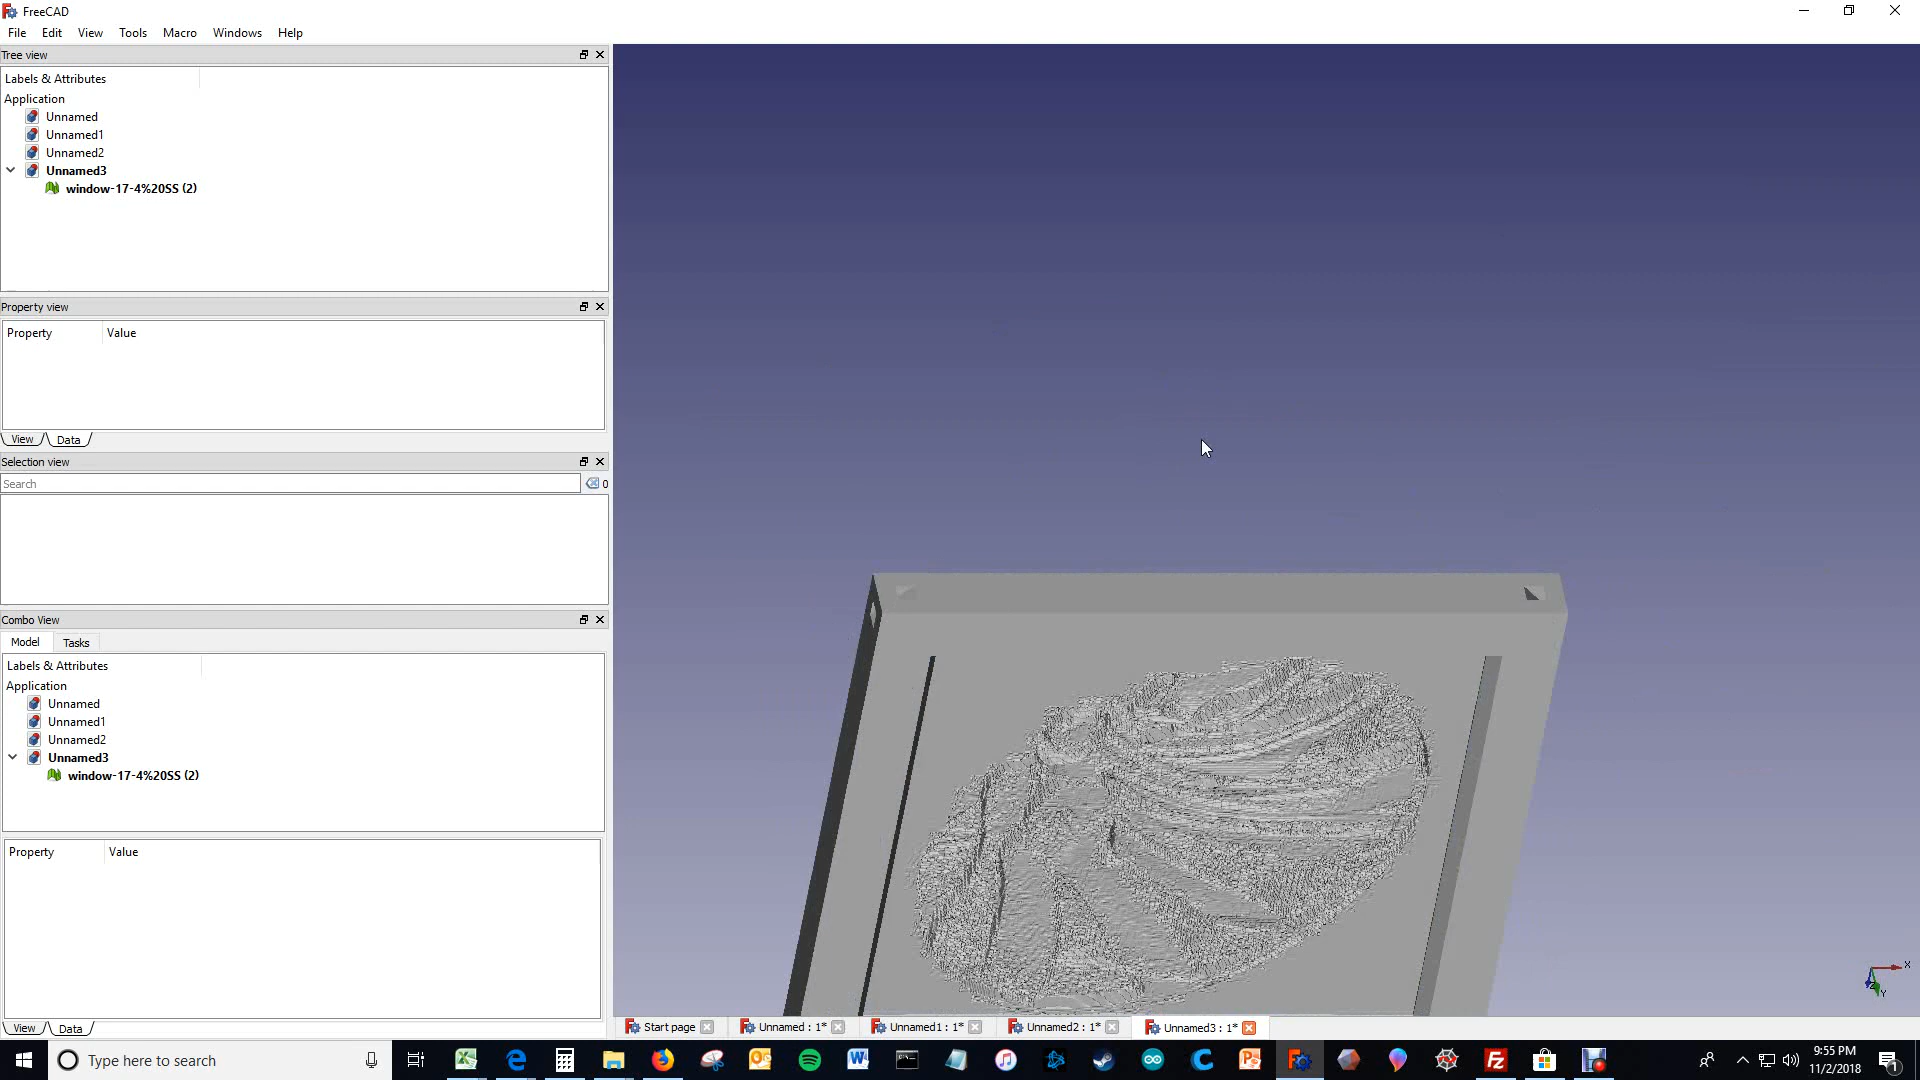 FreeCAD
File Edit View Tools Macro Windows Help
Tree view
Labels & Attributes
Application
Unnamed
Unnamed1
Unnamed2
Unnamed3
window-17-4%20SS (2)
Property view
Property Value
View Data
Selection view
Search 0
Combo View
Model Tasks
Labels & Attributes
Application
Unnamed
Unnamed1
Unnamed2
Unnamed3
window-17-4%20SS (2)
Property Value
View Data
X
Z
Y
Start page Unnamed : 1* Unnamed1 : 1* Unnamed2 : 1* Unnamed3 : 1*
Type here to search
9:55 PM
11/2/2018
1